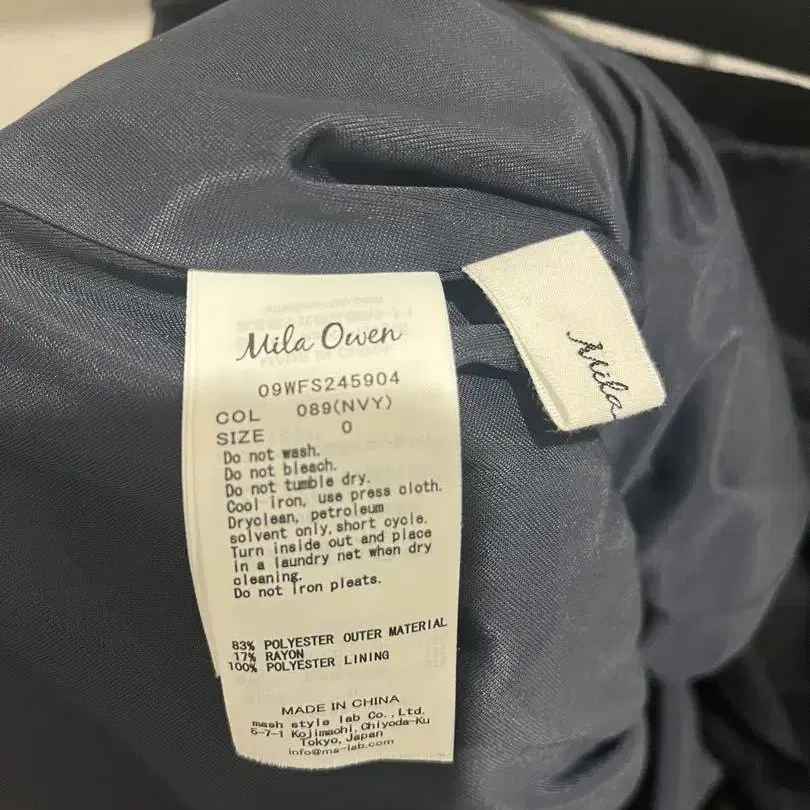 Mila Owen
09WFS245904
COL 089(NVY)
SIZE 0
Do not wash.
Do not bleach.
Do not tumble dry.
Cool iron, use press cloth.
Dryclean, petroleum
solvent only,short cycle.
Turn inside out and place
in a laundry net when dry
cleaning.
Do not iron pleats.
83% POLYESTER OUTER MATERIAL
17% RAYON
100% POLYESTER LINING
MADE IN CHINA
mash style lab Co.,Ltd.
5-7-1 Kojimachi,Chiyoda-Ku
Tokyo,Japan
info@ms-lab.com
Mila